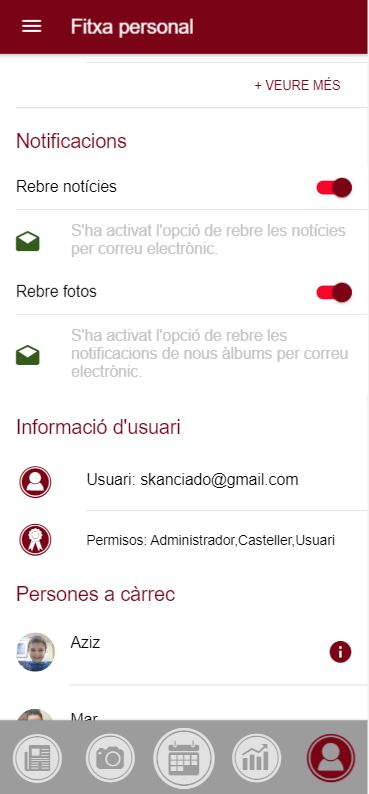 Fitxa personal
+ VEURE MÉS
Notificacions
Rebre notícies
S'ha activat l'opció de rebre les notícies
per correu electrònic.
Rebre fotos
S'ha activat l'opció de rebre les
notificacions de nous àlbums per correu
electrònic.
Informació d'usuari
Usuari: skanciado@gmail.com
Permisos: Administrador,Casteller,Usuari
Persones a càrrec
Aziz
Mar